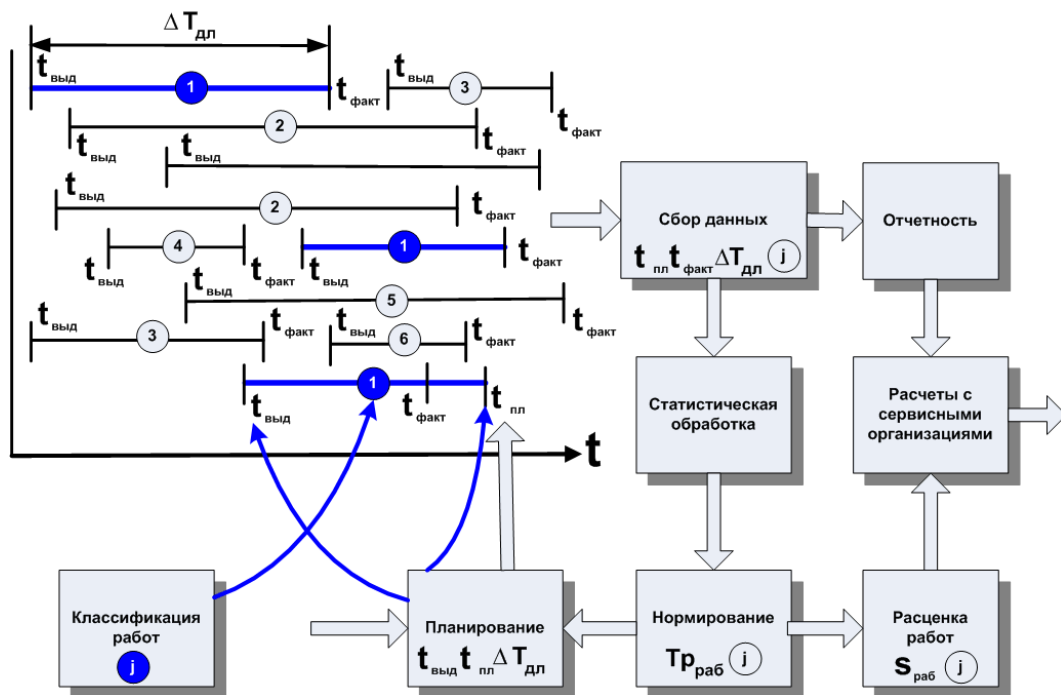 Δ Tдл
tвыд 1 tфакт tвыд 3 tфакт
tвыд 2 tфакт
tвыд
tвыд 2 tфакт
tвыд 4 tфакт tвыд 1 tфакт
tвыд 5 tфакт
tвыд 3 tфакт tвыд 6 tфакт
tвыд 1 tфакт tпл
t
Сбор данных
tпл tфакт ΔTдл j
Отчетность
Статистическая
обработка
Расчеты с
сервисными
организациями
Классификация
работ
j
Планирование
tвыд tпл ΔTдл
Нормирование
Трраб j
Расценка
работ
Sраб j